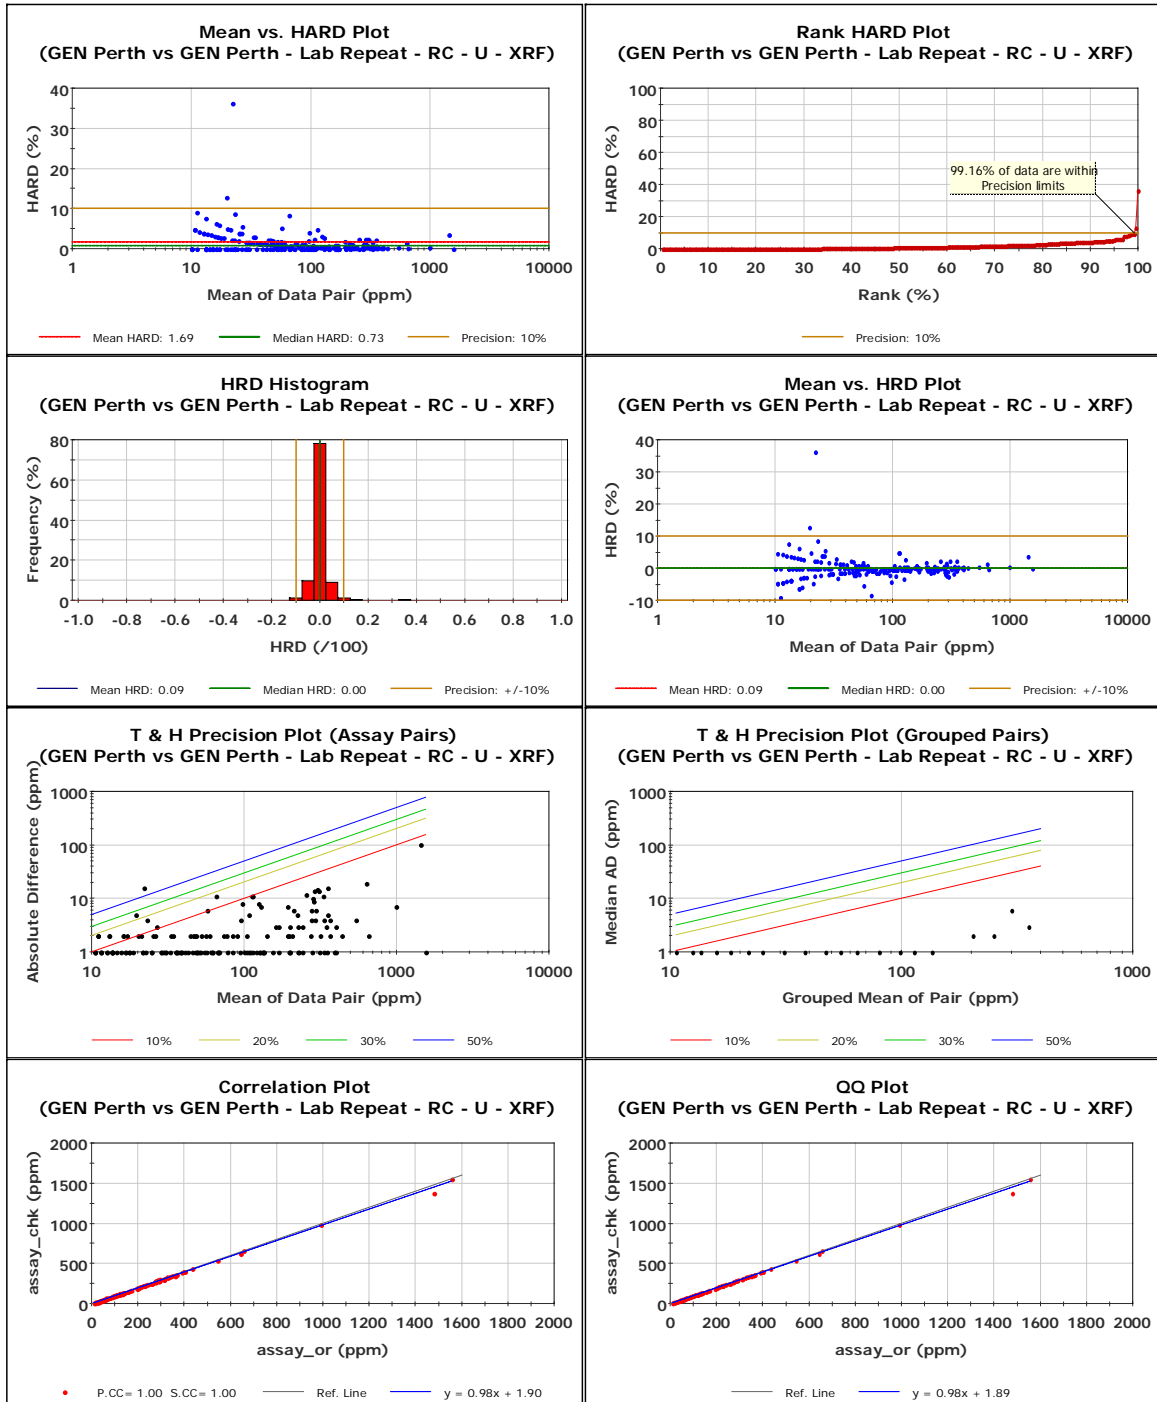 Mean vs. HARD Plot
(GEN Perth vs GEN Perth - Lab Repeat - RC - U - XRF)
HARD (%)
40
30
20
10
0
1
10
100
1000
10000
Mean of Data Pair (ppm)
Mean HARD: 1.69
Median HARD: 0.73
Precision: 10%
Rank HARD Plot
(GEN Perth vs GEN Perth - Lab Repeat - RC - U - XRF)
HARD (%)
100
80
60
40
20
0
99.16% of data are within
Precision limits
0
10
20
30
40
50
60
70
80
90
100
Rank (%)
Precision: 10%
HRD Histogram
(GEN Perth vs GEN Perth - Lab Repeat - RC - U - XRF)
Frequency (%)
80
60
40
20
0
-1.0
-0.8
-0.6
-0.4
-0.2
0.0
0.2
0.4
0.6
0.8
1.0
HRD (/100)
Mean HRD: 0.09
Median HRD: 0.00
Precision: +/-10%
Mean vs. HRD Plot
(GEN Perth vs GEN Perth - Lab Repeat - RC - U - XRF)
HRD (%)
40
30
20
10
0
-10
1
10
100
1000
10000
Mean of Data Pair (ppm)
Mean HRD: 0.09
Median HRD: 0.00
Precision: +/-10%
T & H Precision Plot (Assay Pairs)
(GEN Perth vs GEN Perth - Lab Repeat - RC - U - XRF)
Absolute Difference (ppm)
1000
100
10
1
10
100
1000
10000
Mean of Data Pair (ppm)
10%
20%
30%
50%
T & H Precision Plot (Grouped Pairs)
(GEN Perth vs GEN Perth - Lab Repeat - RC - U - XRF)
Median AD (ppm)
1000
100
10
1
10
100
1000
Grouped Mean of Pair (ppm)
10%
20%
30%
50%
Correlation Plot
(GEN Perth vs GEN Perth - Lab Repeat - RC - U - XRF)
assay_chk (ppm)
2000
1500
1000
500
0
0
200
400
600
800
1000
1200
1400
1600
1800
2000
assay_or (ppm)
P.CC= 1.00 S.CC= 1.00
Ref. Line
y = 0.98x + 1.90
QQ Plot
(GEN Perth vs GEN Perth - Lab Repeat - RC - U - XRF)
assay_chk (ppm)
2000
1500
1000
500
0
0
200
400
600
800
1000
1200
1400
1600
1800
2000
assay_or (ppm)
Ref. Line
y = 0.98x + 1.89